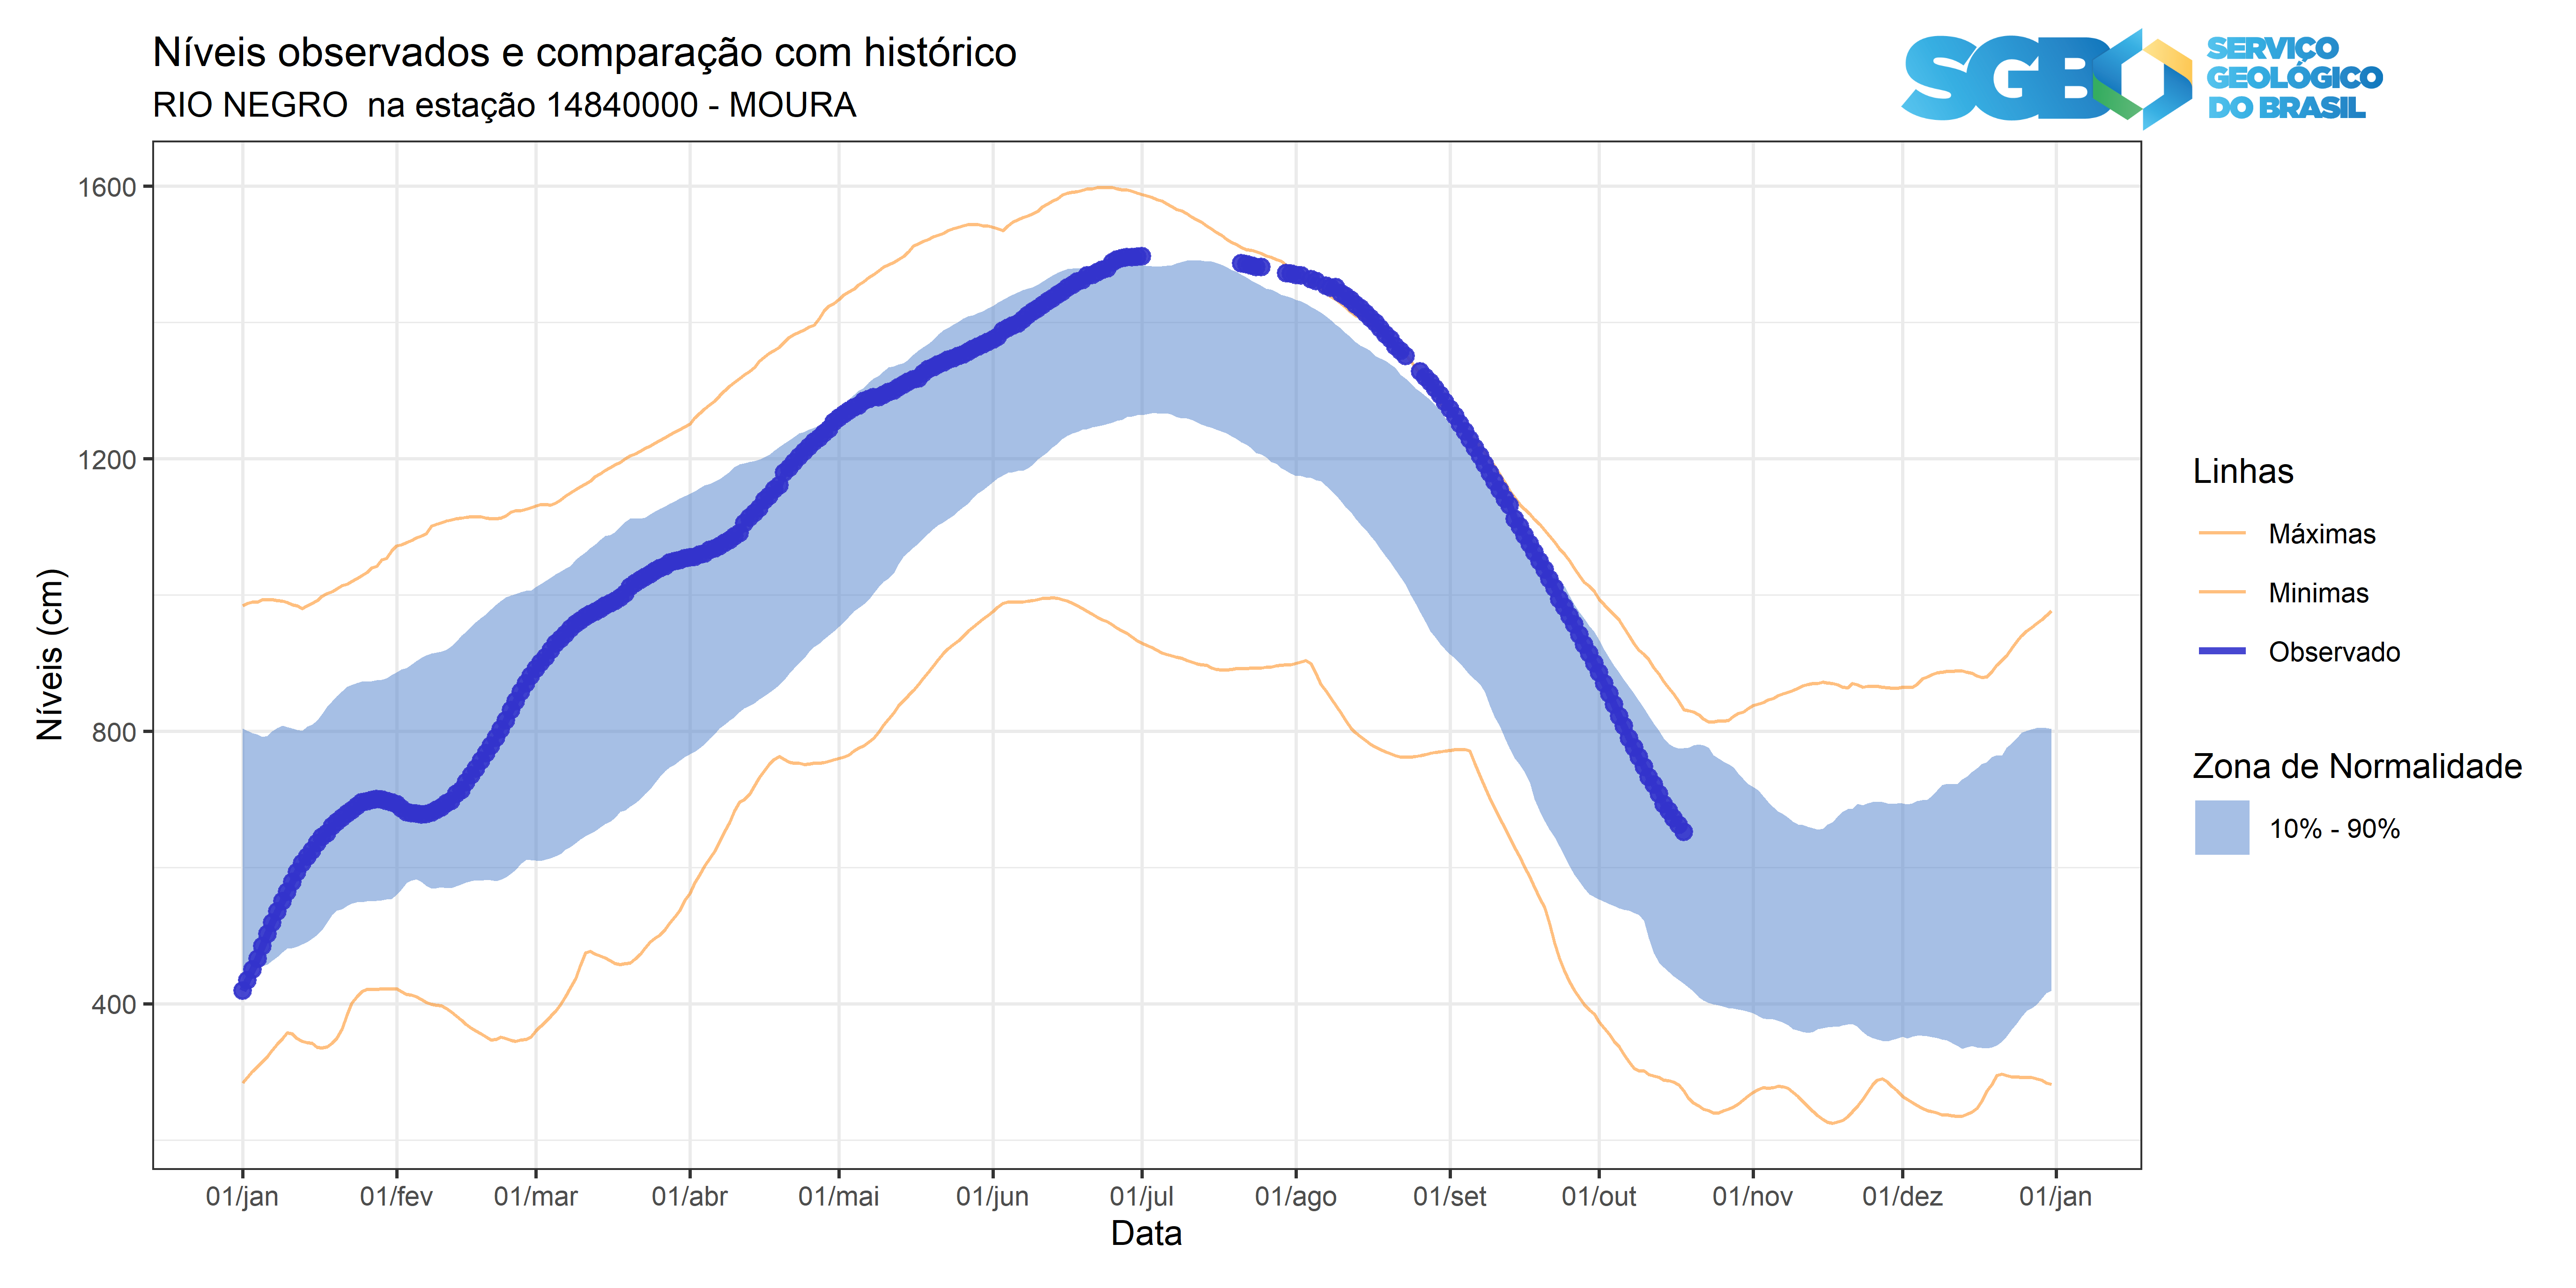 Níveis observados e comparação com histórico
RIO NEGRO  na estação 14840000 - MOURA
SGB
SERVIÇO
GEOLÓGICO
DO BRASIL
1600
1200
800
400
Níveis (cm)
01/jan
01/fev
01/mar
01/abr
01/mai
01/jun
01/jul
01/ago
01/set
01/out
01/nov
01/dez
01/jan
Data
Linhas
Máximas
Minimas
Observado
Zona de Normalidade
10% - 90%